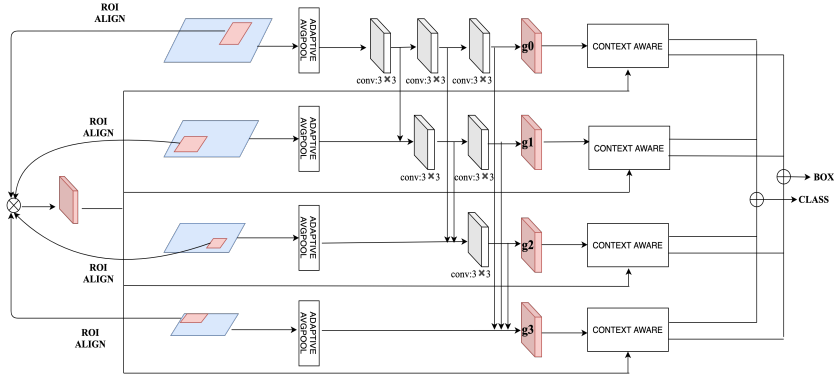 ROI
ALIGN
ADAPTIVE
AVGPOOL
conv:3 ✖ 3
conv:3 ✖ 3
conv:3 ✖ 3
g0
CONTEXT AWARE
ROI
ALIGN
ADAPTIVE
AVGPOOL
conv:3 ✖ 3
conv:3 ✖ 3
g1
CONTEXT AWARE
BOX
CLASS
ROI
ALIGN
ADAPTIVE
AVGPOOL
conv:3 ✖ 3
g2
CONTEXT AWARE
ROI
ALIGN
ADAPTIVE
AVGPOOL
g3
CONTEXT AWARE